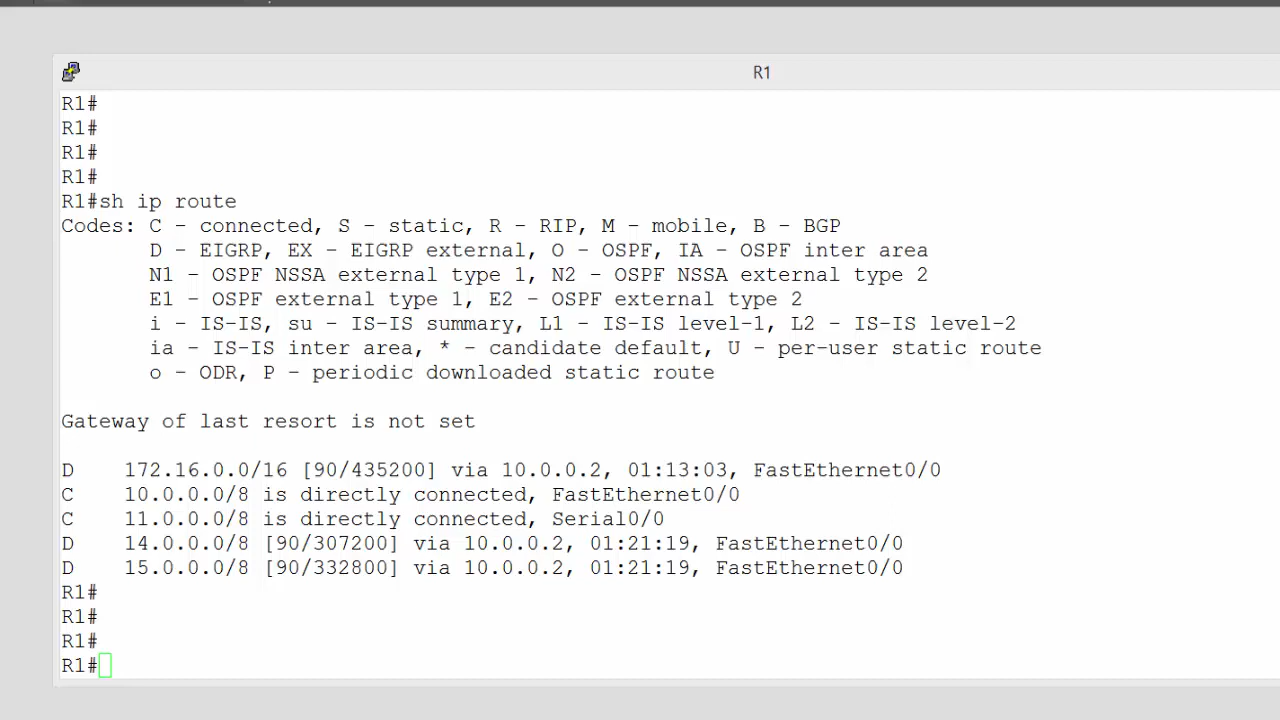 R1
R1#
R1#
R1#
R1#
R1#sh ip route
Codes: C - connected, S - static, R - RIP, M - mobile, B - BGP
D - EIGRP, EX - EIGRP external, O - OSPF, IA - OSPF inter area
N1 - OSPF NSSA external type 1, N2 - OSPF NSSA external type 2
E1 - OSPF external type 1, E2 - OSPF external type 2
i - IS-IS, su - IS-IS summary, L1 - IS-IS level-1, L2 - IS-IS level-2
ia - IS-IS inter area, * - candidate default, U - per-user static route
o - ODR, P - periodic downloaded static route
Gateway of last resort is not set
D 172.16.0.0/16 [90/435200] via 10.0.0.2, 01:13:03, FastEthernet0/0
C 10.0.0.0/8 is directly connected, FastEthernet0/0
C 11.0.0.0/8 is directly connected, Serial0/0
D 14.0.0.0/8 [90/307200] via 10.0.0.2, 01:21:19, FastEthernet0/0
D 15.0.0.0/8 [90/332800] via 10.0.0.2, 01:21:19, FastEthernet0/0
R1#
R1#
R1#
R1#